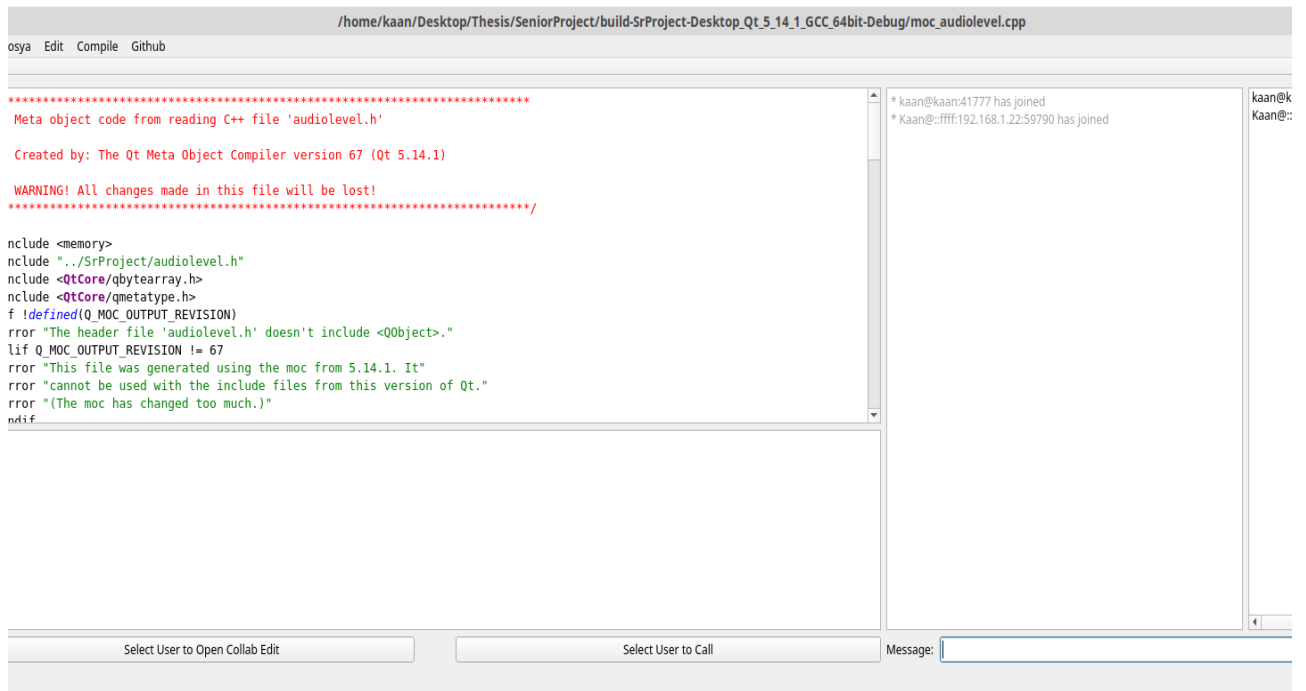 /home/kaan/Desktop/Thesis/SeniorProject/build-SrProject-Desktop_Qt_5_14_1_GCC_64bit-Debug/moc_audiolevel.cpp
osya Edit Compile Github
***************************************************************************
Meta object code from reading C++ file 'audiolevel.h'
Created by: The Qt Meta Object Compiler version 67 (Qt 5.14.1)
WARNING! All changes made in this file will be lost!
***************************************************************************/
nclude <memory>
nclude "../SrProject/audiolevel.h"
nclude <QtCore/qbytearray.h>
nclude <QtCore/qmetatype.h>
f !defined(Q_MOC_OUTPUT_REVISION)
rror "The header file 'audiolevel.h' doesn't include <QObject>."
lif Q_MOC_OUTPUT_REVISION != 67
rror "This file was generated using the moc from 5.14.1. It"
rror "cannot be used with the include files from this version of Qt."
rror "(The moc has changed too much.)"
ndif
* kaan@kaan:41777 has joined
* Kaan@::ffff:192.168.1.22:59790 has joined
kaan@k
Kaan@::
Select User to Open Collab Edit
Select User to Call
Message: